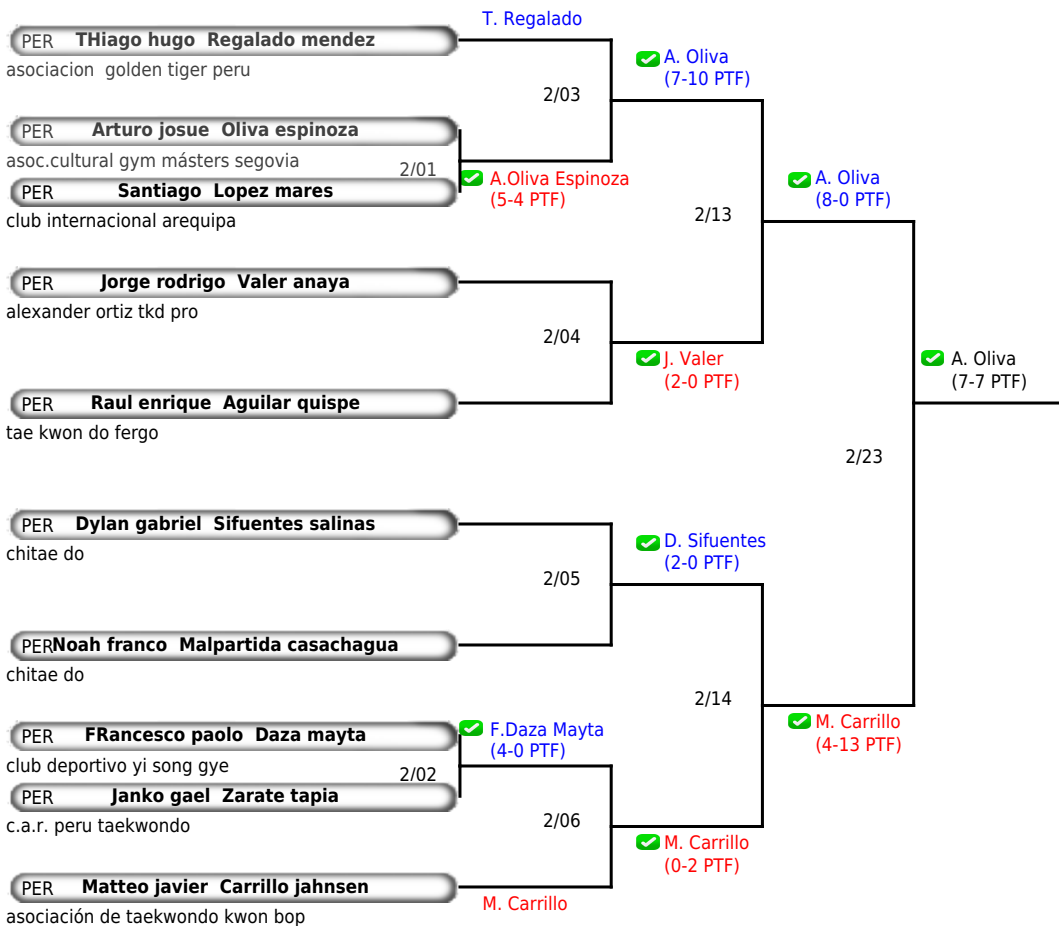 T. Regalado
PER THiago hugo Regalado mendez
asociacion golden tiger peru
A. Oliva
(7-10 PTF)
2/03
PER Arturo josue Oliva espinoza
asoc.cultural gym másters segovia
2/01
A.Oliva Espinoza
(5-4 PTF)
PER Santiago Lopez mares
club internacional arequipa
A. Oliva
(8-0 PTF)
2/13
PER Jorge rodrigo Valer anaya
alexander ortiz tkd pro
2/04
J. Valer
(2-0 PTF)
A. Oliva
(7-7 PTF)
PER Raul enrique Aguilar quispe
tae kwon do fergo
2/23
PER Dylan gabriel Sifuentes salinas
chitae do
D. Sifuentes
(2-0 PTF)
2/05
PER Noah franco Malpartida casachagua
chitae do
2/14
M. Carrillo
(4-13 PTF)
PER FRancesco paolo Daza mayta
club deportivo yi song gye
F.Daza Mayta
(4-0 PTF)
2/02
PER Janko gael Zarate tapia
c.a.r. peru taekwondo
2/06
M. Carrillo
(0-2 PTF)
PER Matteo javier Carrillo jahnsen
asociación de taekwondo kwon bop
M. Carrillo